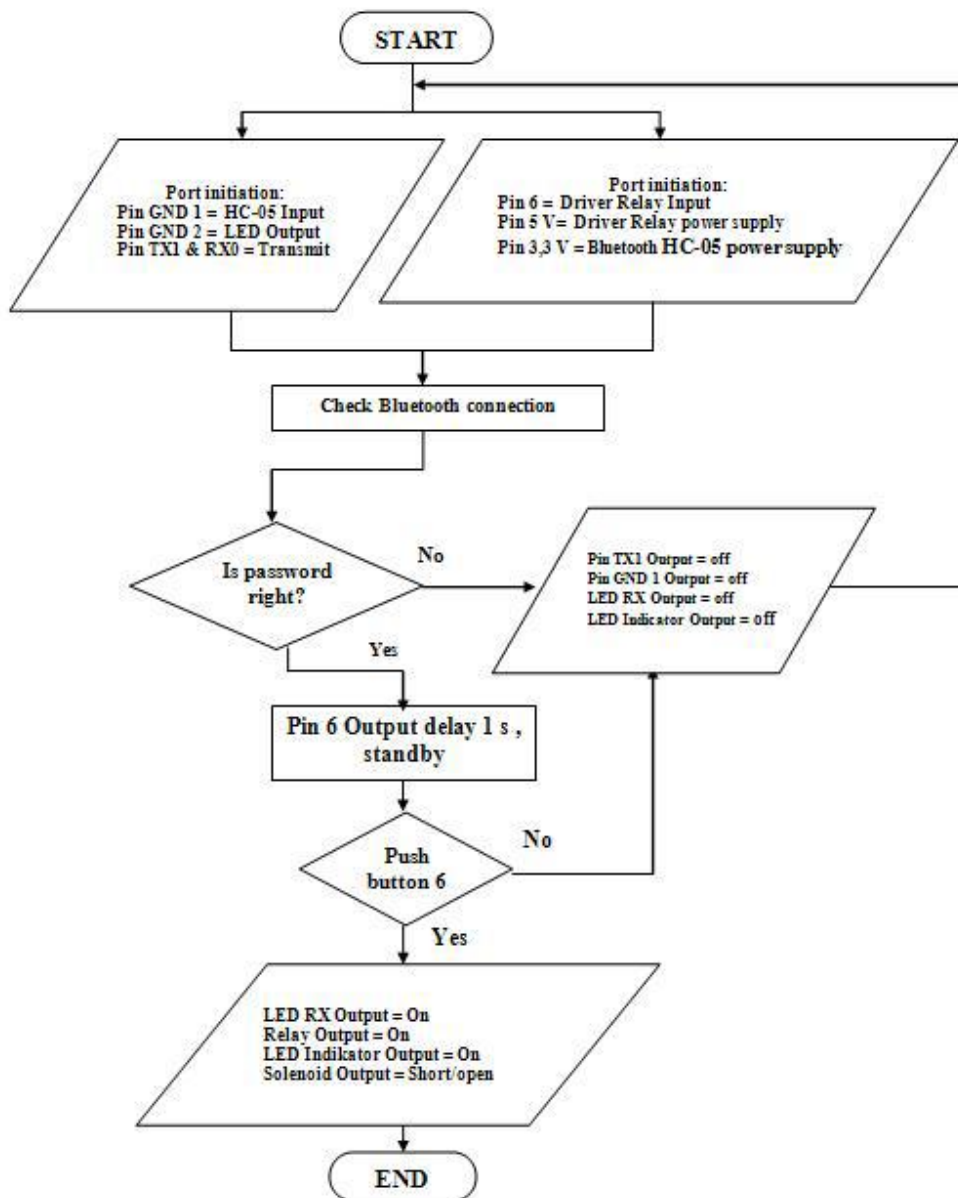 START
Port initiation:
Pin GND 1 = HC-05 Input
Pin GND 2 = LED Output
Pin TX1 & RX0 = Transmit
Port initiation:
Pin 6 = Driver Relay Input
Pin 5 V= Driver Relay power supply
Pin 3,3 V = Bluetooth HC-05 power supply
Check Bluetooth connection
Is password
right?
No
Pin TX1 Output = off
Pin GND 1 Output = off
LED RX Output = off
LED Indicator Output = off
Yes
Pin 6 Output delay 1 s ,
standby
Push
button 6
No
Yes
LED RX Output = On
Relay Output = On
LED Indikator Output = On
Solenoid Output = Short/open
END